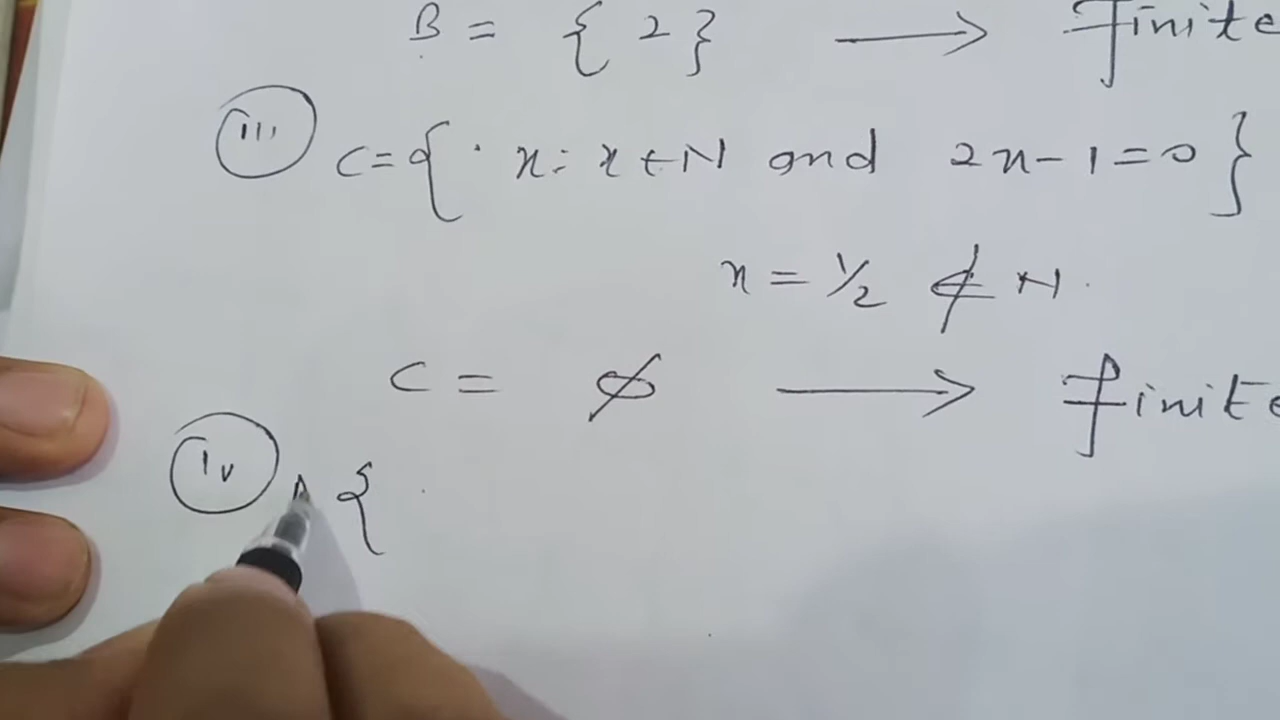 B = { 2 } → finite
(iii) C = { x : x ∈ N and 2x - 1 = 0 }
x = 1/2 ∉ N.
C = ∅ → finite
(iv) {